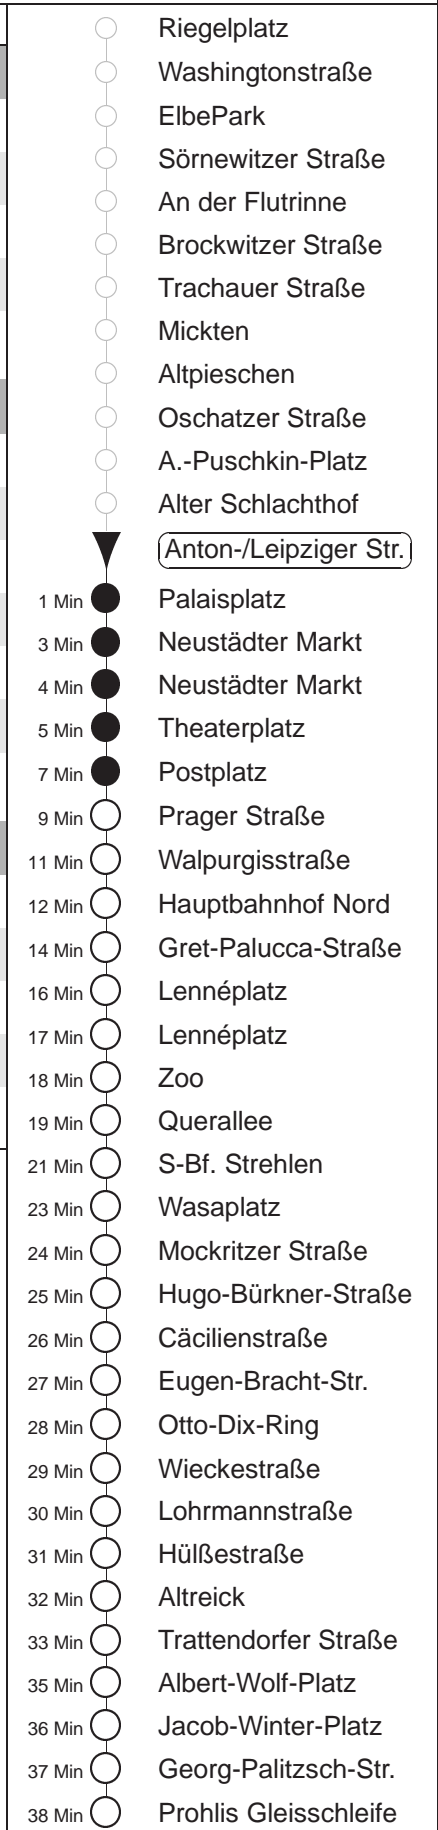 Riegelplatz
Washingtonstraße
ElbePark
Sörnewitzer Straße
An der Flutrinne
Brockwitzer Straße
Trachauer Straße
Mickten
Altpieschen
Oschatzer Straße
A.-Puschkin-Platz
Alter Schlachthof
Anton-/Leipziger Str.
1 Min Palaisplatz
3 Min Neustädter Markt
4 Min Neustädter Markt
5 Min Theaterplatz
7 Min Postplatz
9 Min Prager Straße
11 Min Walpurgisstraße
12 Min Hauptbahnhof Nord
14 Min Gret-Palucca-Straße
16 Min Lennéplatz
17 Min Lennéplatz
18 Min Zoo
19 Min Querallee
21 Min S-Bf. Strehlen
23 Min Wasaplatz
24 Min Mockritzer Straße
25 Min Hugo-Bürkner-Straße
26 Min Cäcilienstraße
27 Min Eugen-Bracht-Str.
28 Min Otto-Dix-Ring
29 Min Wieckestraße
30 Min Lohrmannstraße
31 Min Hülßestraße
32 Min Altreick
33 Min Trattendorfer Straße
35 Min Albert-Wolf-Platz
36 Min Jacob-Winter-Platz
37 Min Georg-Palitzsch-Str.
38 Min Prohlis Gleisschleife